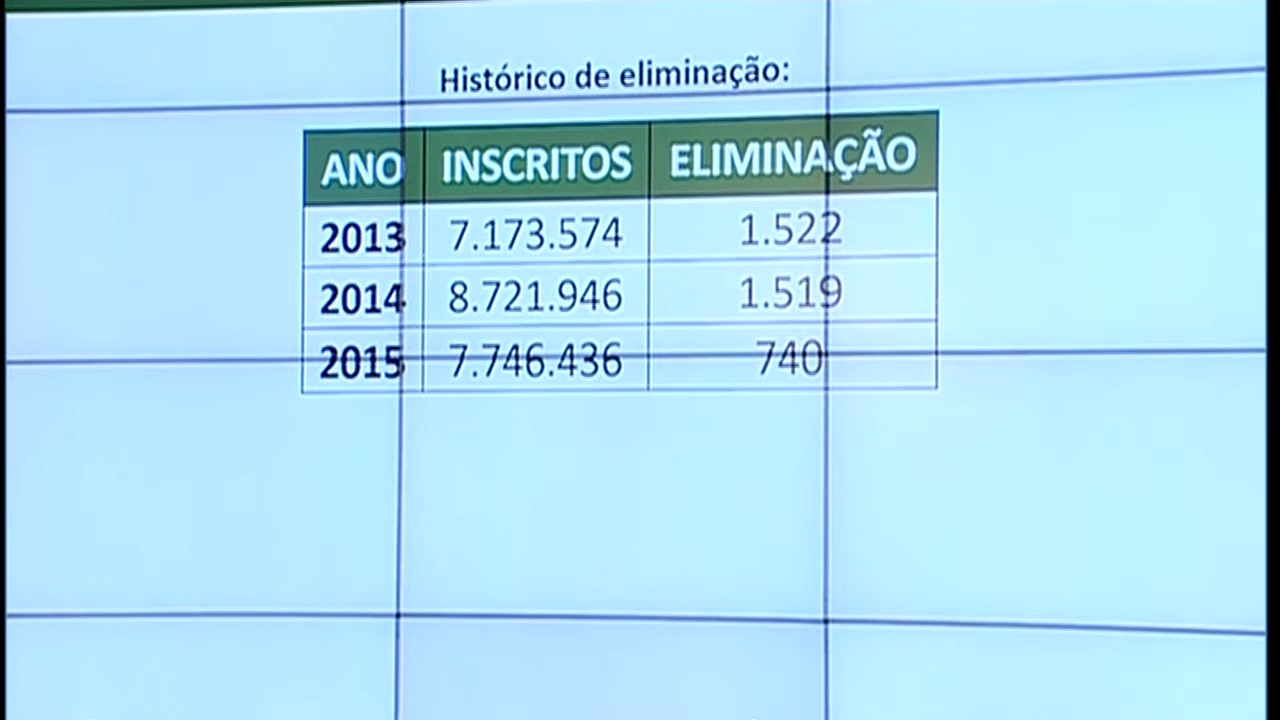 Histórico de eliminação:
ANO INSCRITOS ELIMINAÇÃO
2013 7.173.574 1.522
2014 8.721.946 1.519
2015 7.746.436 740